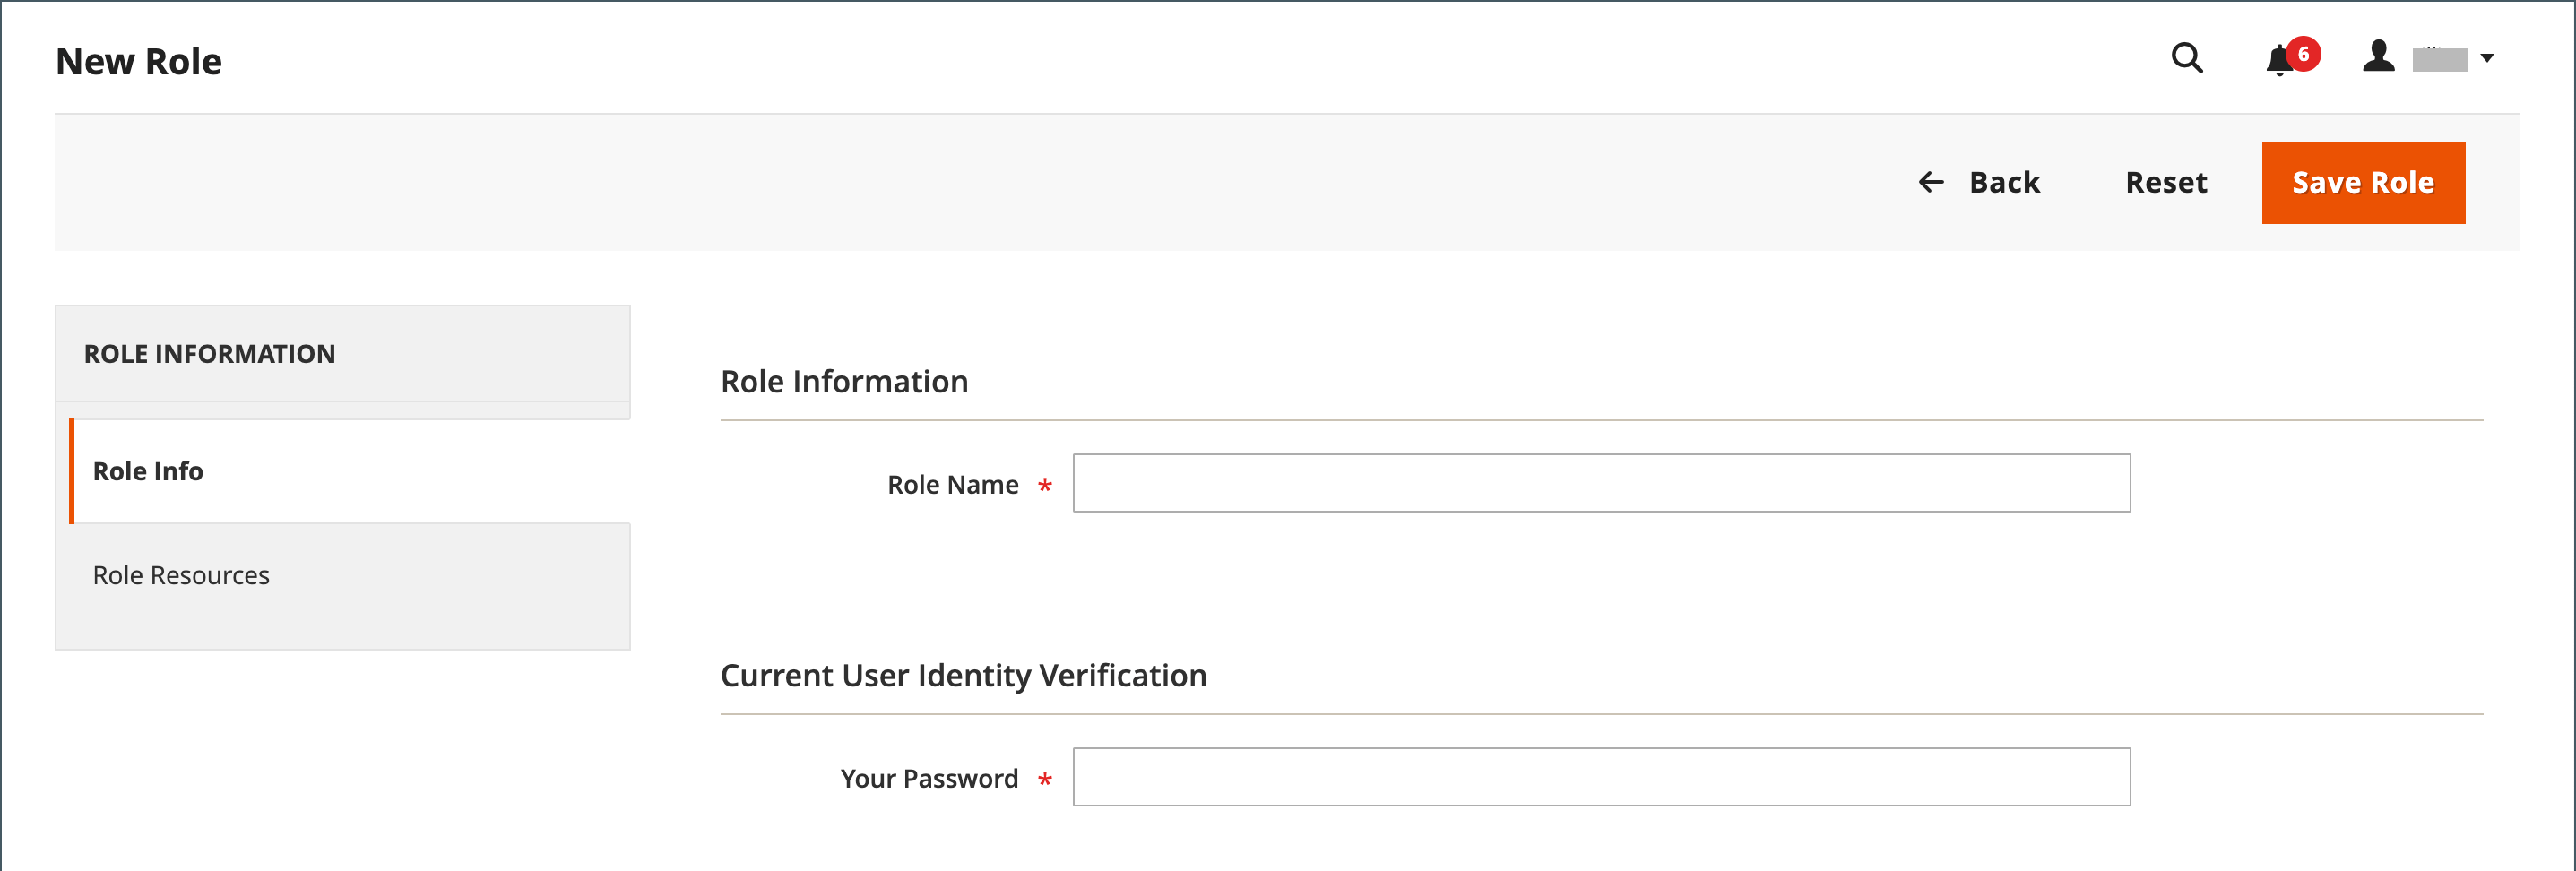 New Role
6
Back
Reset
Save Role
ROLE INFORMATION
Role Info
Role Resources
Role Information
Role Name *
Current User Identity Verification
Your Password *